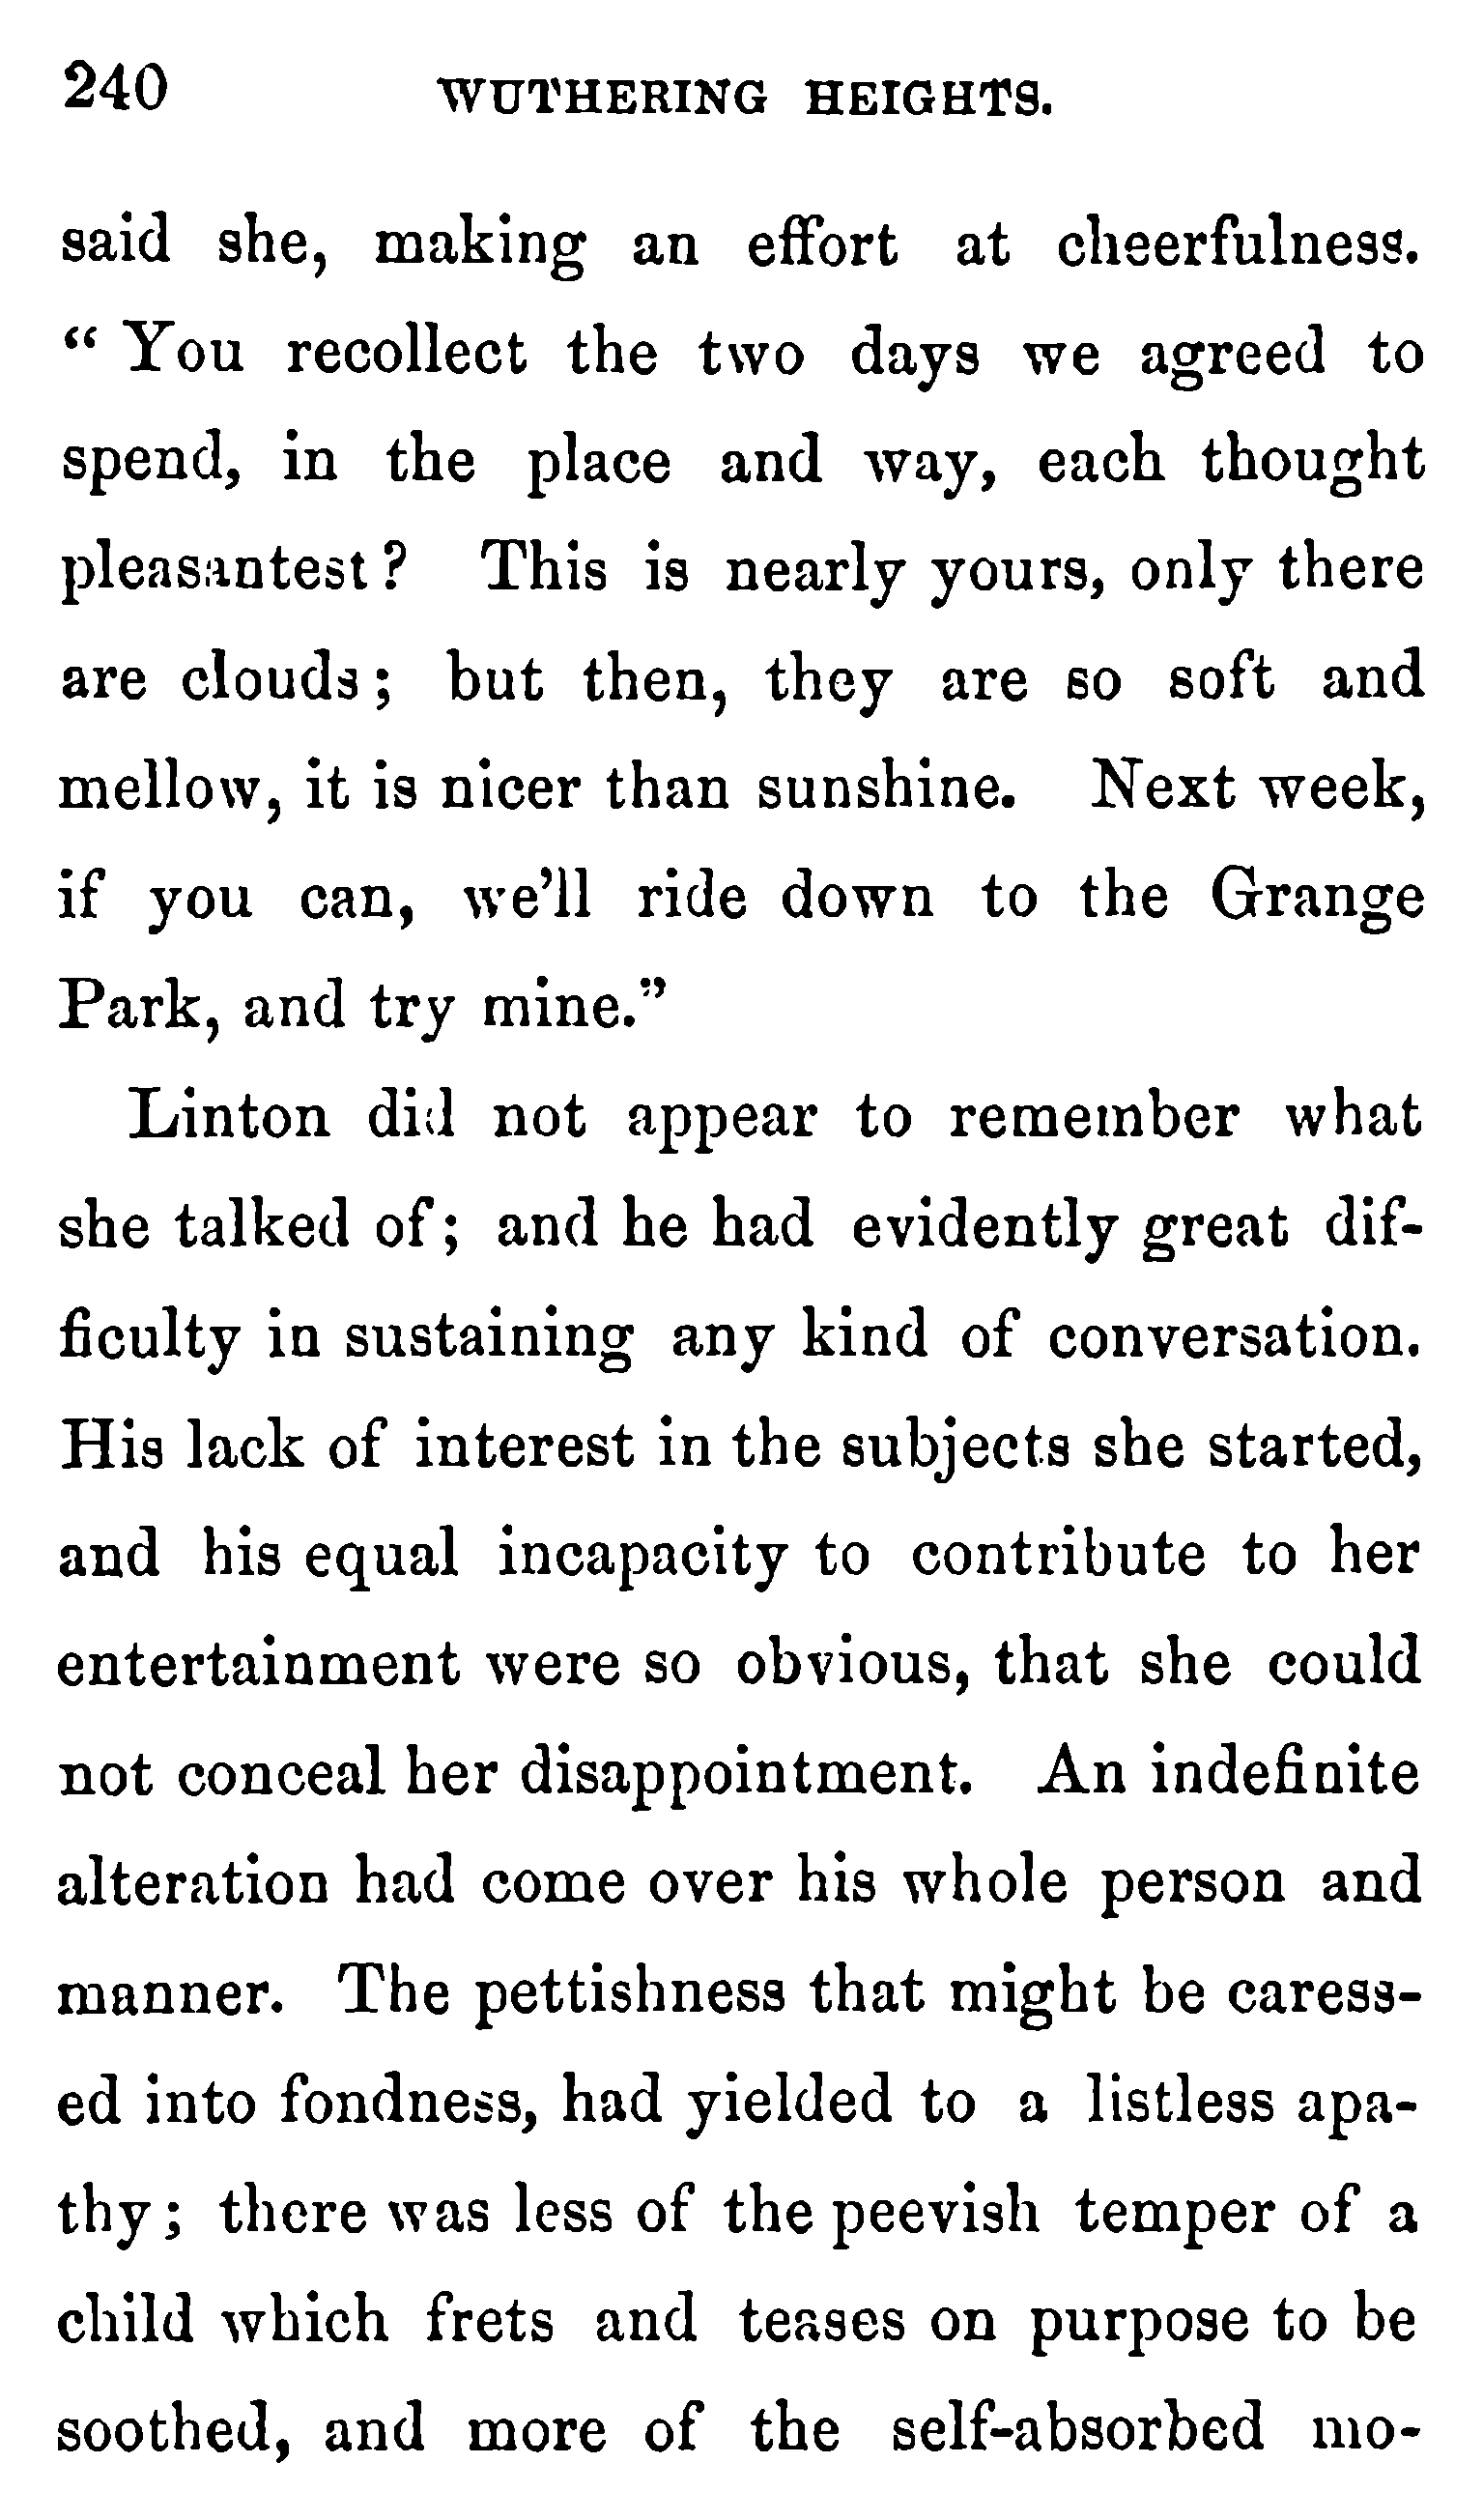 240 WUTHERING HEIGHTS.
said she, making an effort at cheerfulness.
“ You recollect the two days we agreed to
spend, in the place and way, each thought
pleasantest ? This is nearly yours, only there
are clouds ; but then, they are so soft and
mellow, it is nicer than sunshine. Next week,
if you can, we’ll ride down to the Grange
Park, and try mine.”
Linton did not appear to remember what
she talked of ; and he had evidently great dif-
ficulty in sustaining any kind of conversation.
His lack of interest in the subjects she started,
and his equal incapacity to contribute to her
entertainment were so obvious, that she could
not conceal her disappointment. An indefinite
alteration had come over his whole person and
manner. The pettishness that might be caress-
ed into fondness, had yielded to a listless apa-
thy ; there was less of the peevish temper of a
child which frets and teases on purpose to be
soothed, and more of the self-absorbed mo-